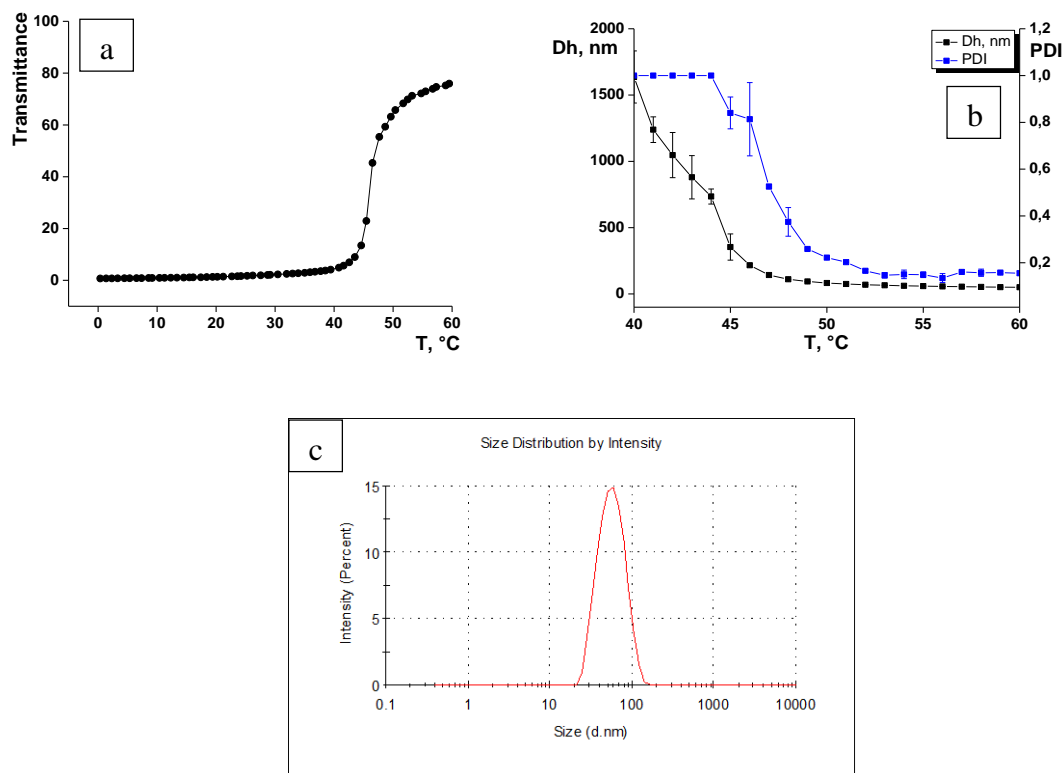 a
Transmittance
100
80
60
40
20
0
0 10 20 30 40 50 60
T, °C
b
Dh, nm
2000
1500
1000
500
0
40 45 50 55 60
T, °C
PDI
1,2
1,0
0,8
0,6
0,4
0,2
Dh, nm
PDI
c
Size Distribution by Intensity
Intensity (Percent)
15
10
5
0
0.1 1 10 100 1000 10000
Size (d.nm)